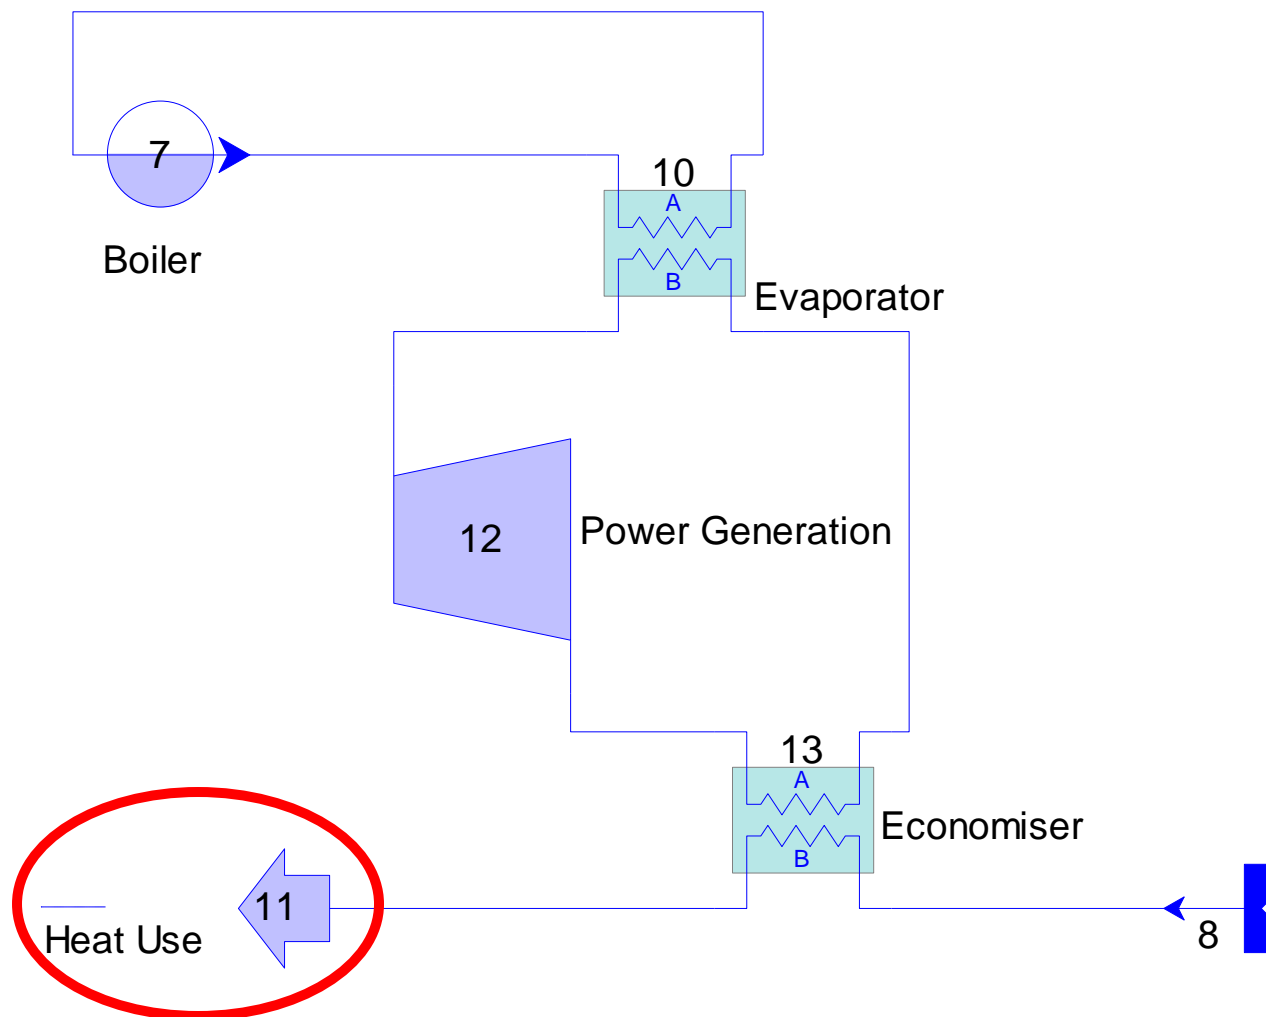 7
10
A
Boiler
B
Evaporator
12
Power Generation
13
A
Economiser
B
11
Heat Use
8